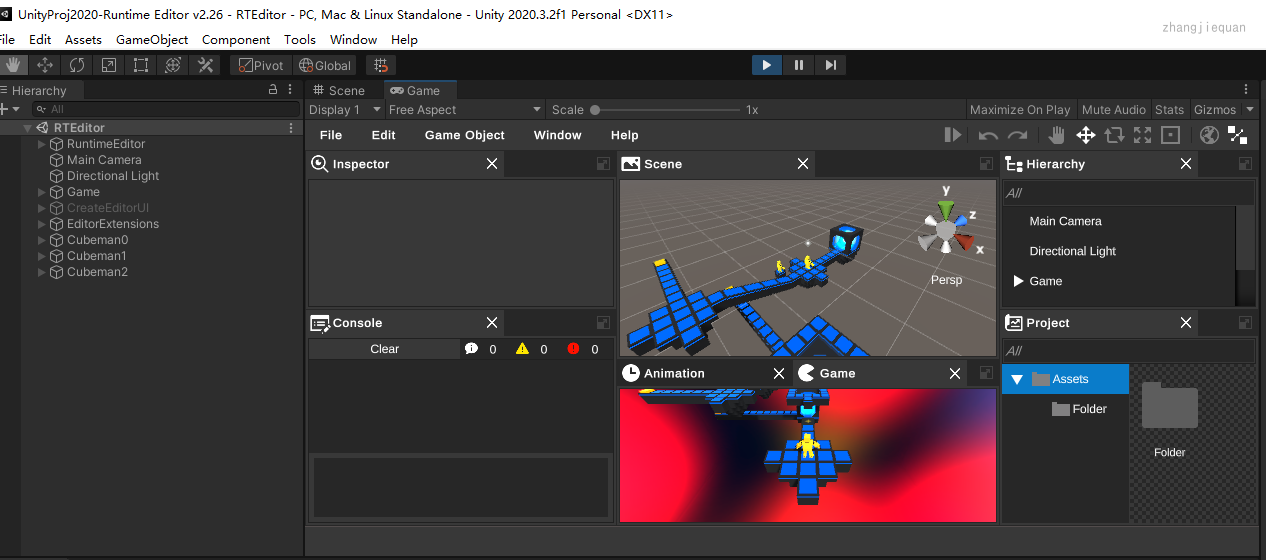 UnityProj2020-Runtime Editor v2.26 - RTEditor - PC, Mac & Linux Standalone - Unity 2020.3.2f1 Personal <DX11>
zhangjiequan
File Edit Assets GameObject Component Tools Window Help
Pivot Global
Hierarchy
Scene Game
All
Display 1 Free Aspect Scale 1x Maximize On Play Mute Audio Stats Gizmos
RTEditor
RuntimeEditor
Main Camera
Directional Light
Game
CreateEditorUI
EditorExtensions
Cubeman0
Cubeman1
Cubeman2
File Edit Game Object Window Help
Inspector
Scene
y
z
x
Persp
Hierarchy
All
Main Camera
Directional Light
Game
Console
Clear 0 0 0
Animation Game
Project
All
Assets
Folder
Folder